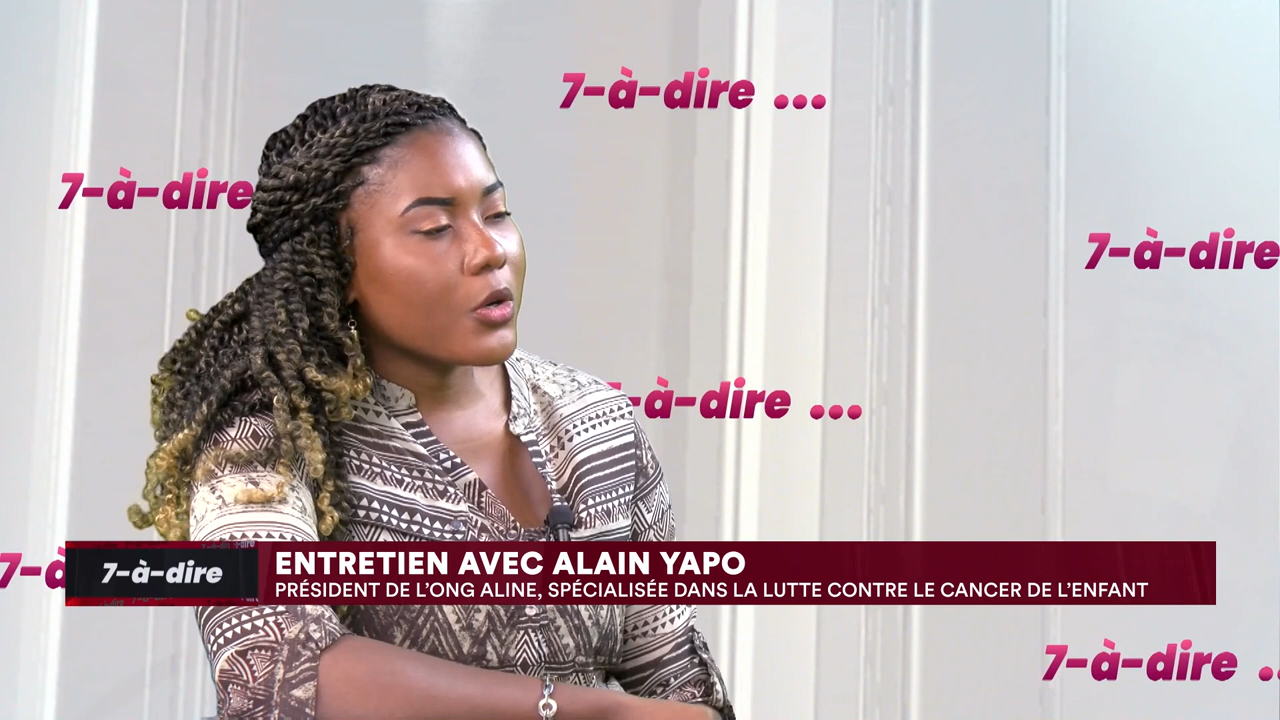 7-à-dire ...
7-à-dire
7-à-dire
-à-dire ...
ENTRETIEN AVEC ALAIN YAPO
7-à-dire
PRÉSIDENT DE L'ONG ALINE, SPÉCIALISÉE DANS LA LUTTE CONTRE LE CANCER DE L'ENFANT
7-à
7-à-dire ..